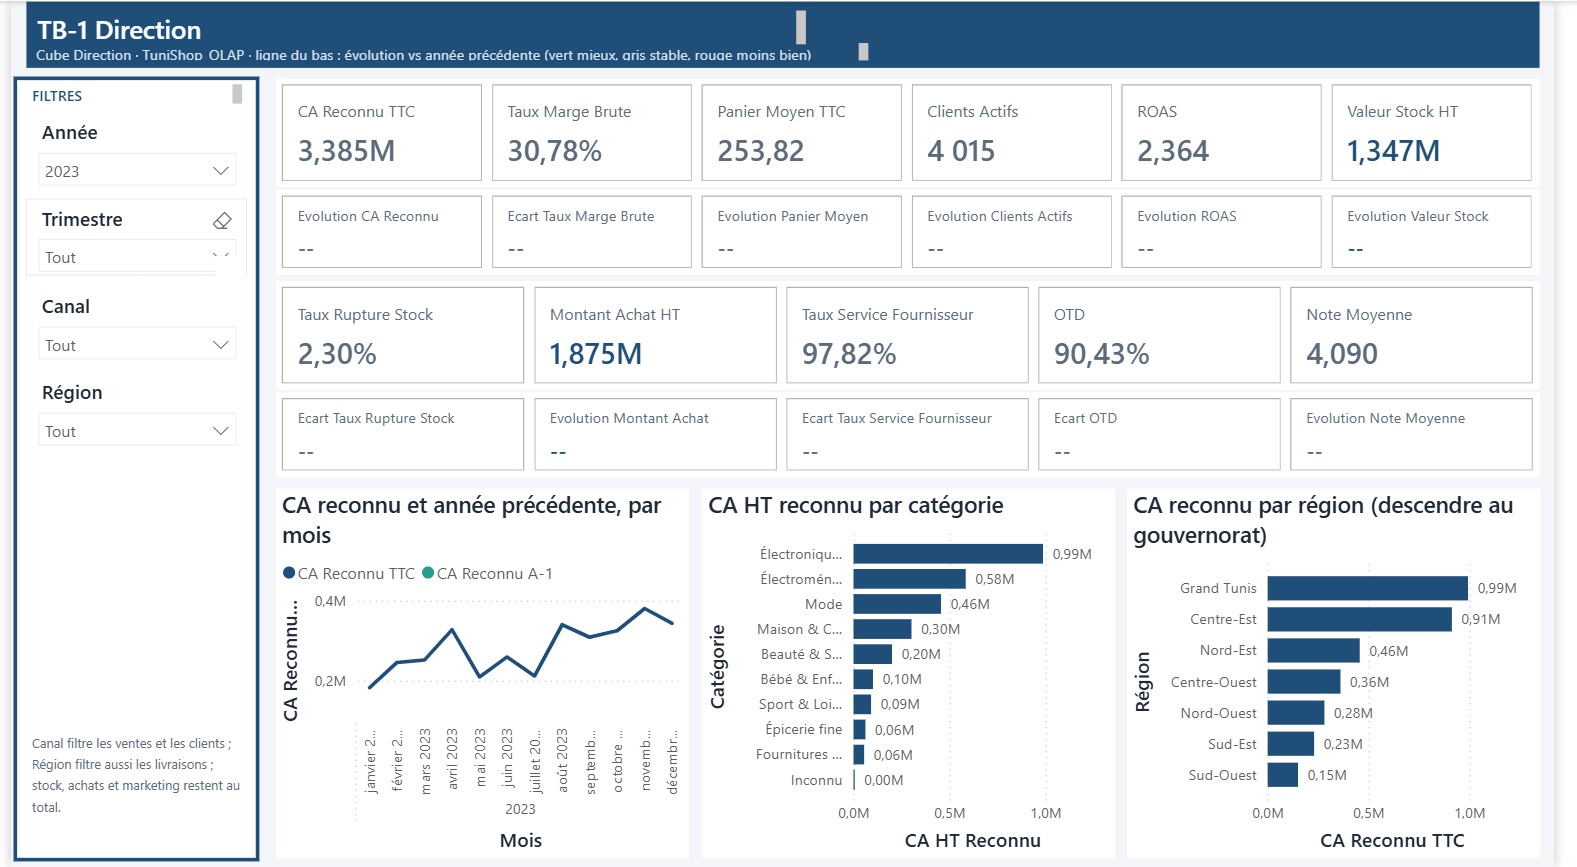 TB-1 Direction
Cube Direction · TuniShop_OLAP · ligne du bas : évolution vs année précédente (vert mieux, gris stable, rouge moins bien)
FILTRES
Année
2023
Trimestre
Tout
Canal
Tout
Région
Tout
Canal filtre les ventes et les clients ;
Région filtre aussi les livraisons ;
stock, achats et marketing restent au
total.
CA Reconnu TTC
3,385M
Taux Marge Brute
30,78%
Panier Moyen TTC
253,82
Clients Actifs
4 015
ROAS
2,364
Valeur Stock HT
1,347M
Evolution CA Reconnu
--
Ecart Taux Marge Brute
--
Evolution Panier Moyen
--
Evolution Clients Actifs
--
Evolution ROAS
--
Evolution Valeur Stock
--
Taux Rupture Stock
2,30%
Montant Achat HT
1,875M
Taux Service Fournisseur
97,82%
OTD
90,43%
Note Moyenne
4,090
Ecart Taux Rupture Stock
--
Evolution Montant Achat
--
Ecart Taux Service Fournisseur
--
Ecart OTD
--
Evolution Note Moyenne
--
CA reconnu et année précédente, par
mois
CA Reconnu TTC CA Reconnu A-1
CA Reconnu...
0,4M
0,2M
janvier 2...
février 2...
mars 2023
avril 2023
mai 2023
juin 2023
juillet 20...
août 2023
septemb...
octobre ...
novemb...
décembr...
2023
Mois
CA HT reconnu par catégorie
Catégorie
Électroniqu... 0,99M
Électromén... 0,58M
Mode 0,46M
Maison & C... 0,30M
Beauté & S... 0,20M
Bébé & Enf... 0,10M
Sport & Loi... 0,09M
Épicerie fine 0,06M
Fournitures ... 0,06M
Inconnu 0,00M
0,0M 0,5M 1,0M
CA HT Reconnu
CA reconnu par région (descendre au
gouvernorat)
Région
Grand Tunis 0,99M
Centre-Est 0,91M
Nord-Est 0,46M
Centre-Ouest 0,36M
Nord-Ouest 0,28M
Sud-Est 0,23M
Sud-Ouest 0,15M
0,0M 0,5M 1,0M
CA Reconnu TTC